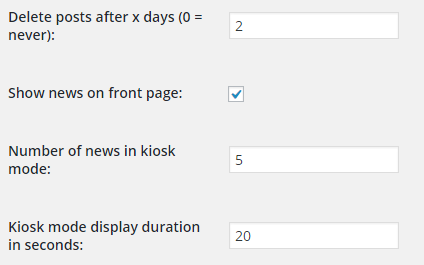 Delete posts after x days (0 =
never):
2
Show news on front page:
Number of news in kiosk
mode:
5
Kiosk mode display duration
in seconds:
20